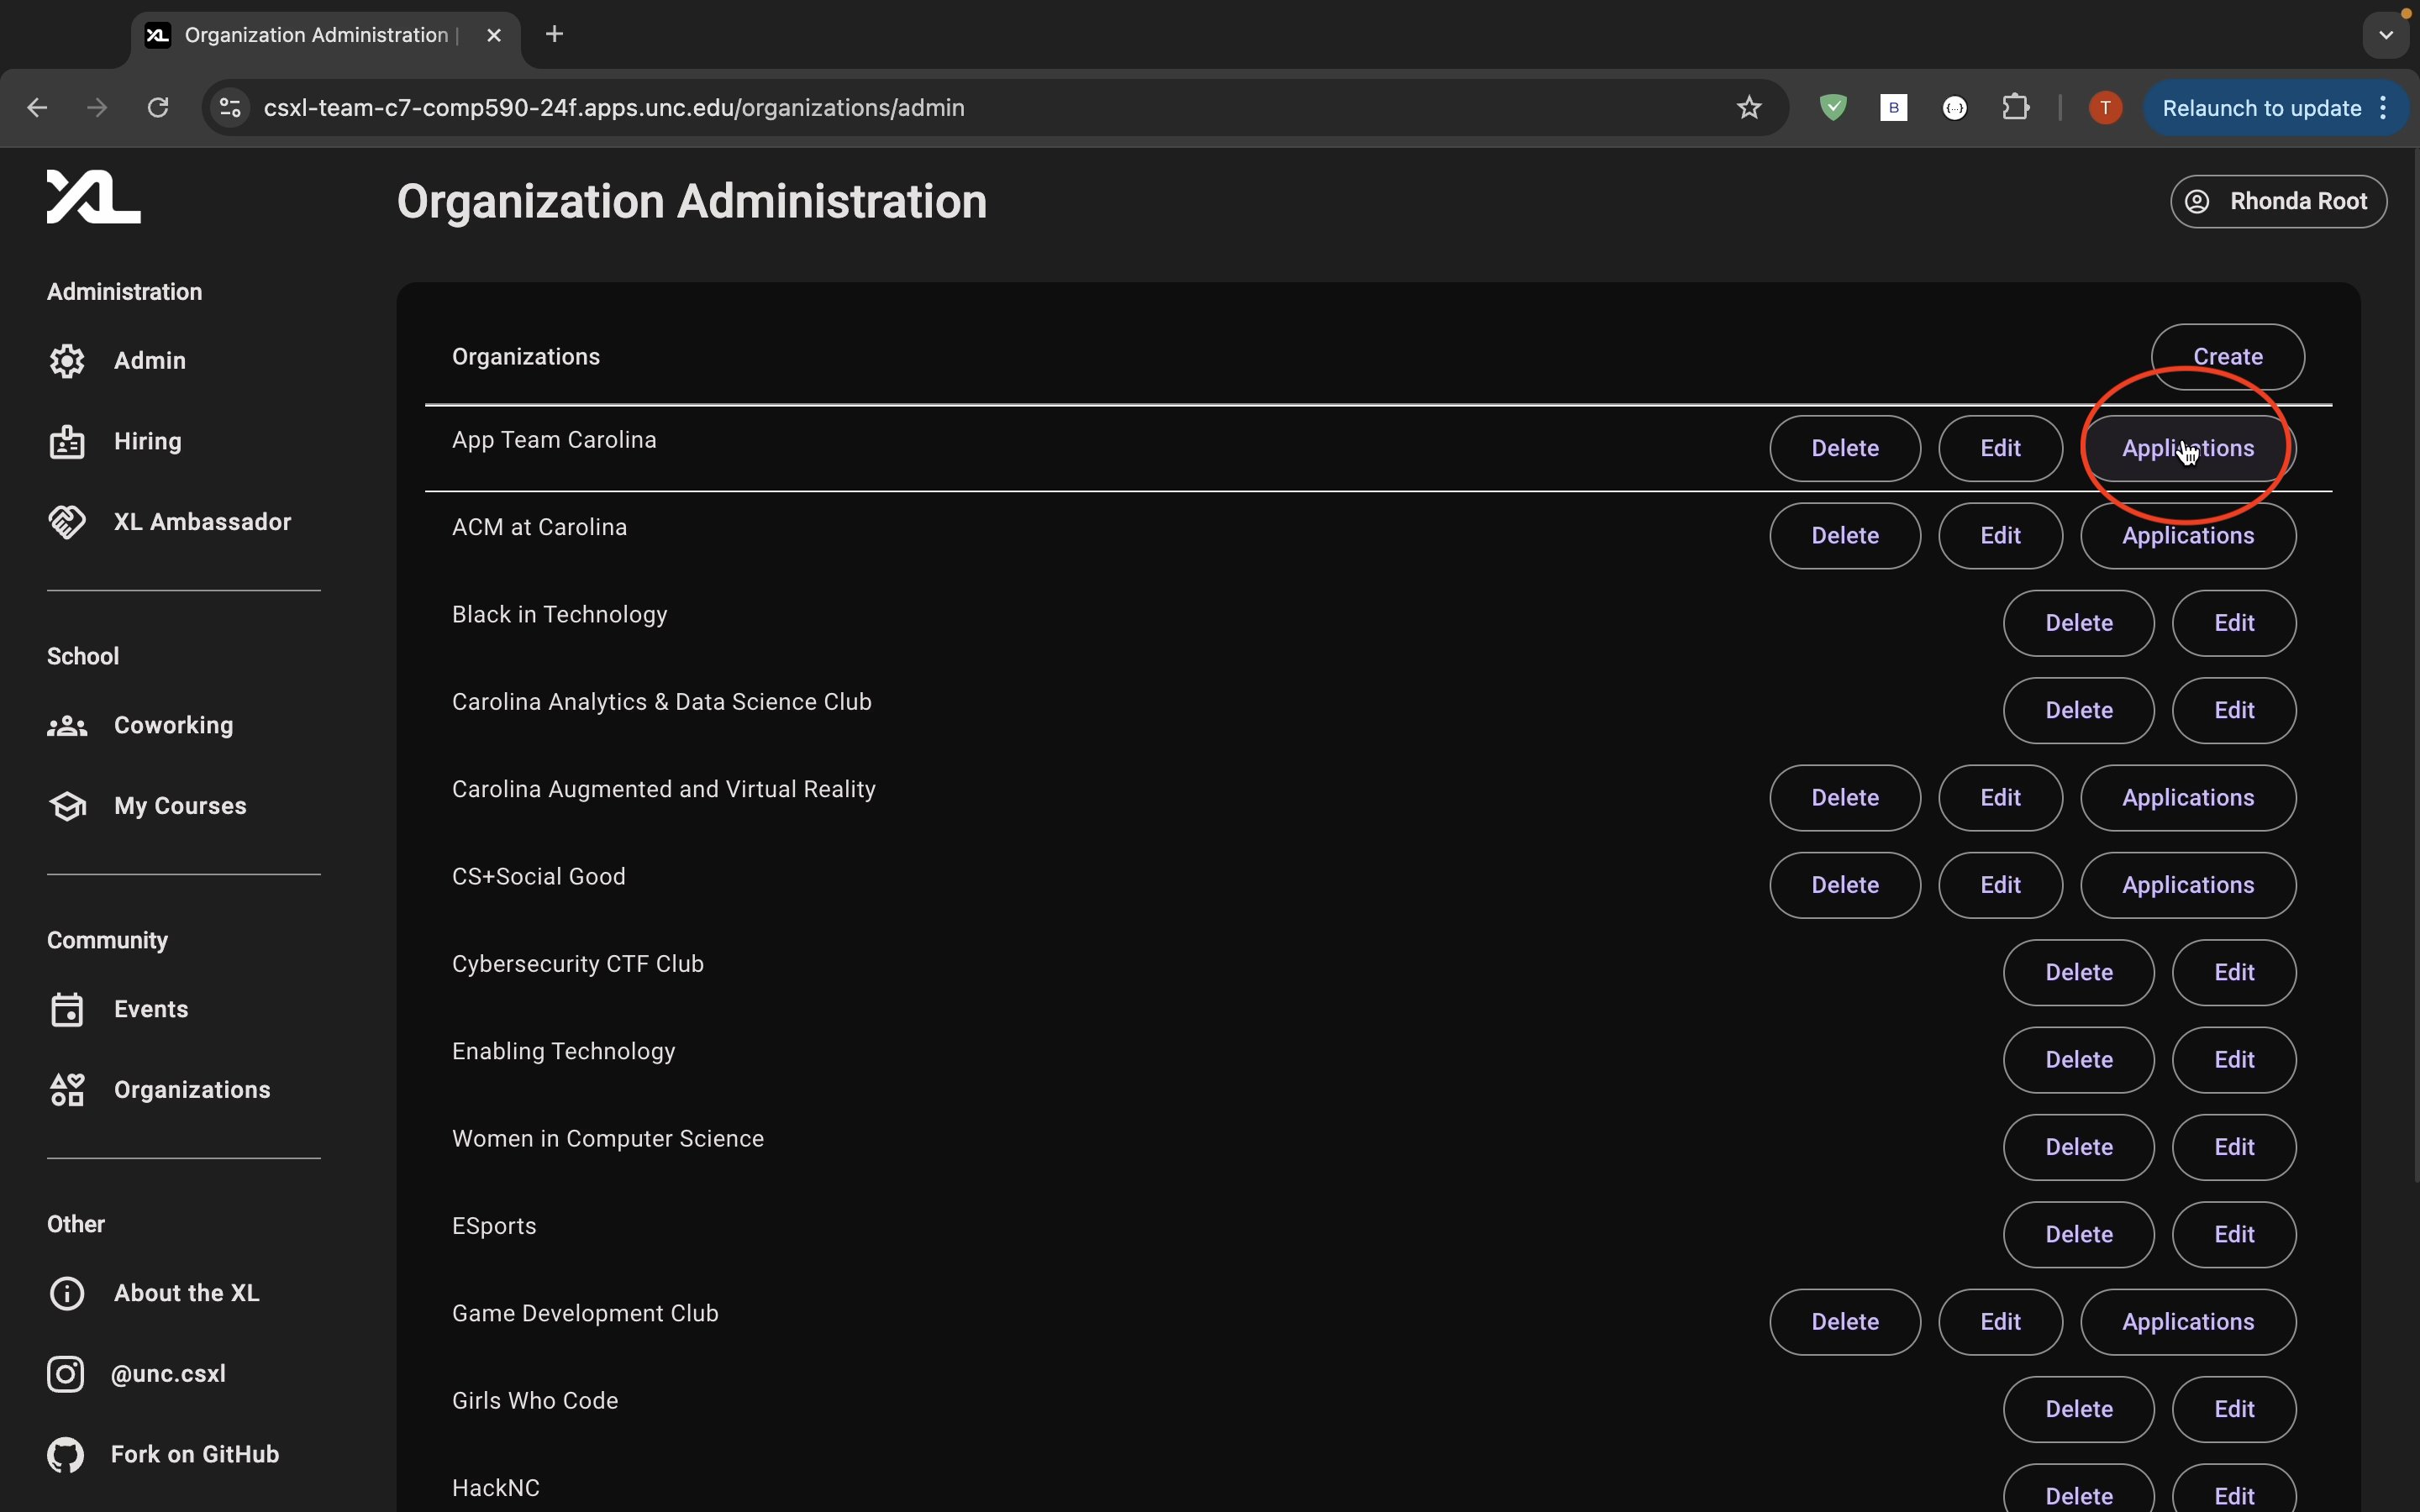 Organization Administration |
csxl-team-c7-comp590-24f.apps.unc.edu/organizations/admin
B
{...}
T
Relaunch to update
XL
Organization Administration
Rhonda Root
Administration
Admin
Hiring
XL Ambassador
School
Coworking
My Courses
Community
Events
Organizations
Other
About the XL
@unc.csxl
Fork on GitHub
Organizations
Create
App Team Carolina
Delete Edit Applications
ACM at Carolina
Delete Edit Applications
Black in Technology
Delete Edit
Carolina Analytics & Data Science Club
Delete Edit
Carolina Augmented and Virtual Reality
Delete Edit Applications
CS+Social Good
Delete Edit Applications
Cybersecurity CTF Club
Delete Edit
Enabling Technology
Delete Edit
Women in Computer Science
Delete Edit
ESports
Delete Edit
Game Development Club
Delete Edit Applications
Girls Who Code
Delete Edit
HackNC
Delete Edit